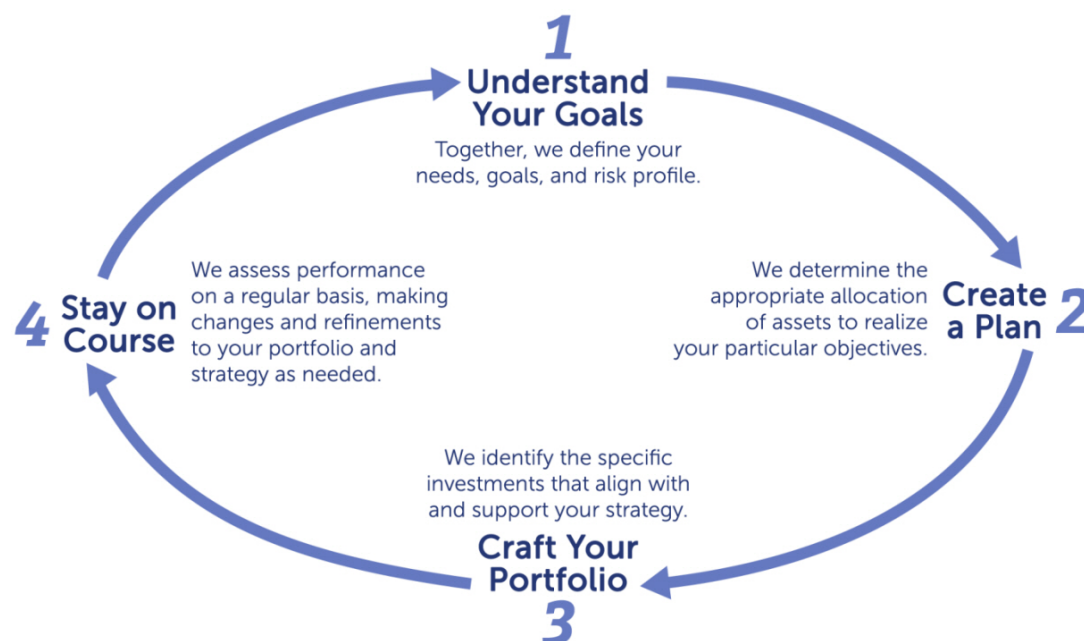 1
Understand
Your Goals
Together, we define your
needs, goals, and risk profile.
We determine the
appropriate allocation
of assets to realize
your particular objectives.
Create
a Plan
2
We identify the specific
investments that align with
and support your strategy.
Craft Your
Portfolio
3
4
Stay on
Course
We assess performance
on a regular basis, making
changes and refinements
to your portfolio and
strategy as needed.